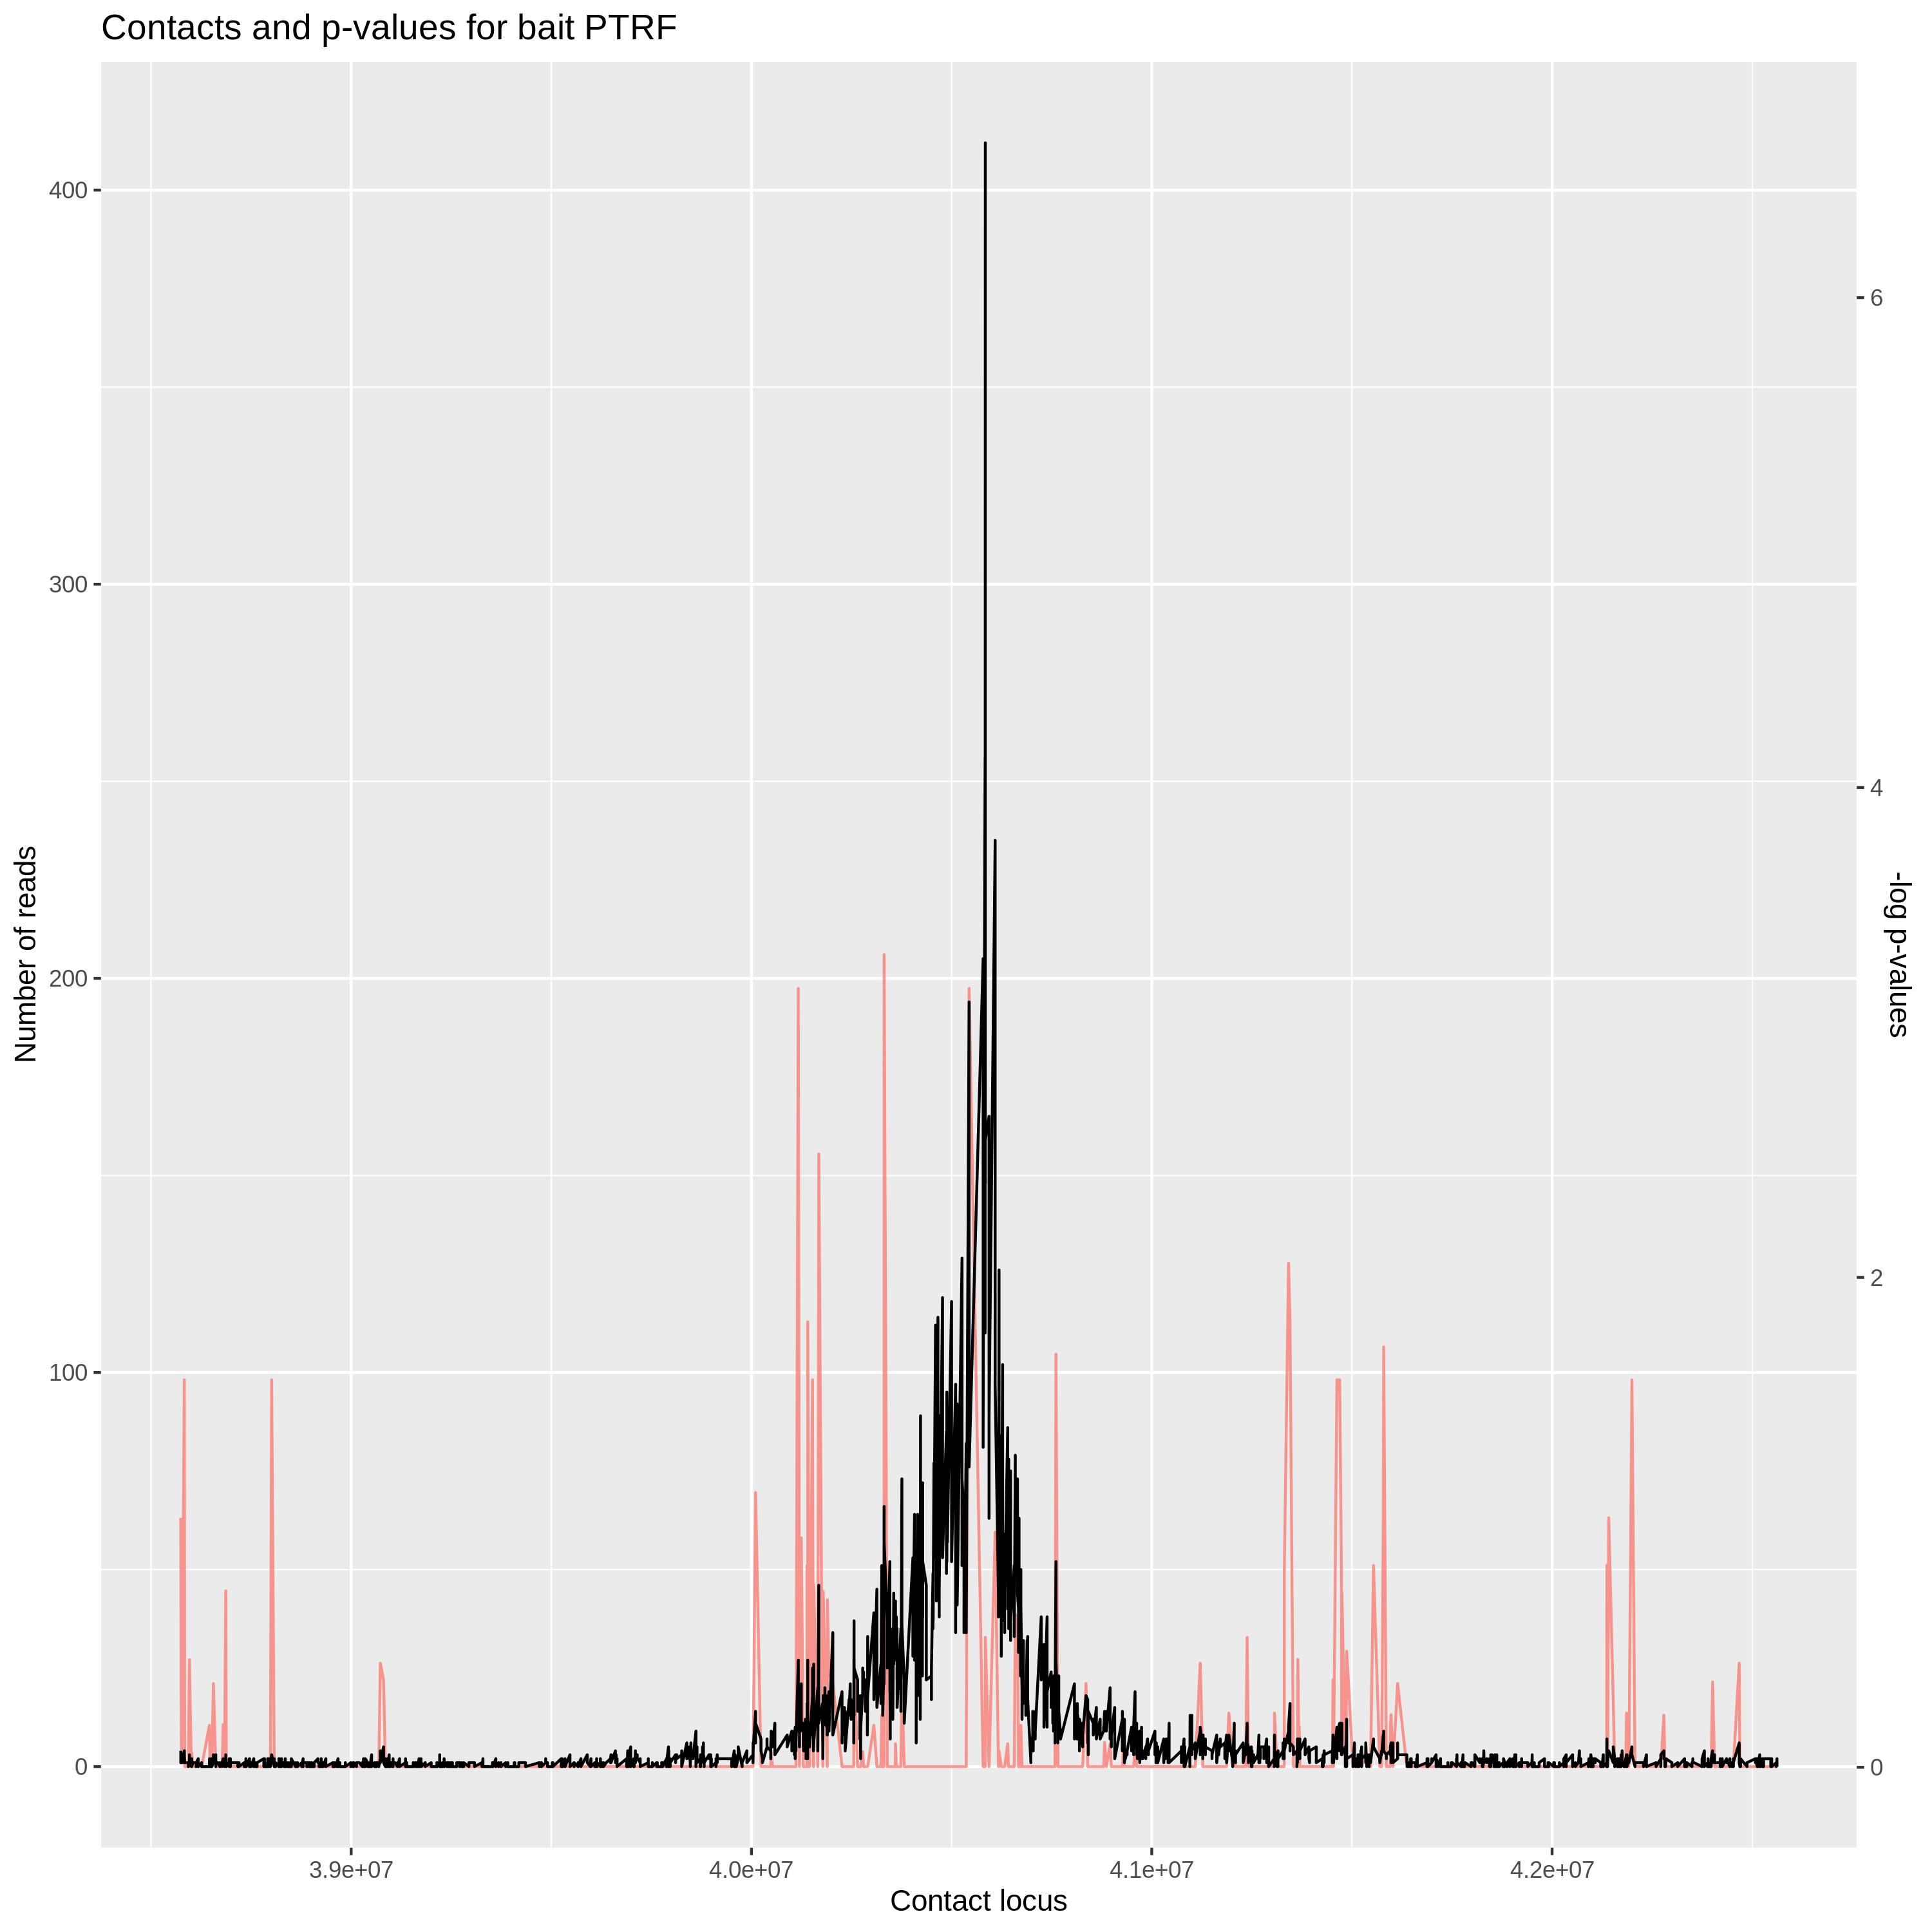 Contacts and p-values for bait PTRF
Number of reads
400
300
200
100
0
6
4
2
0
-log p-values
3.9e+07 4.0e+07 4.1e+07 4.2e+07
Contact locus